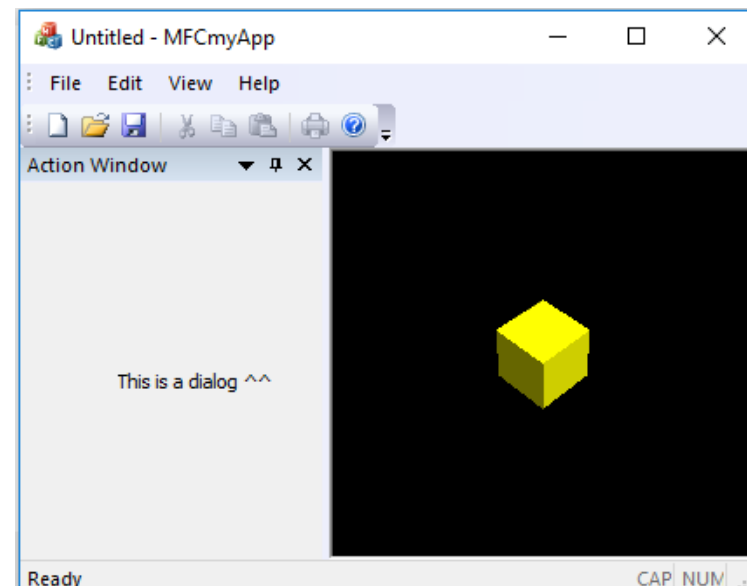 Untitled - MFCmyApp
File Edit View Help
Action Window
This is a dialog ^^
Ready CAP NUM